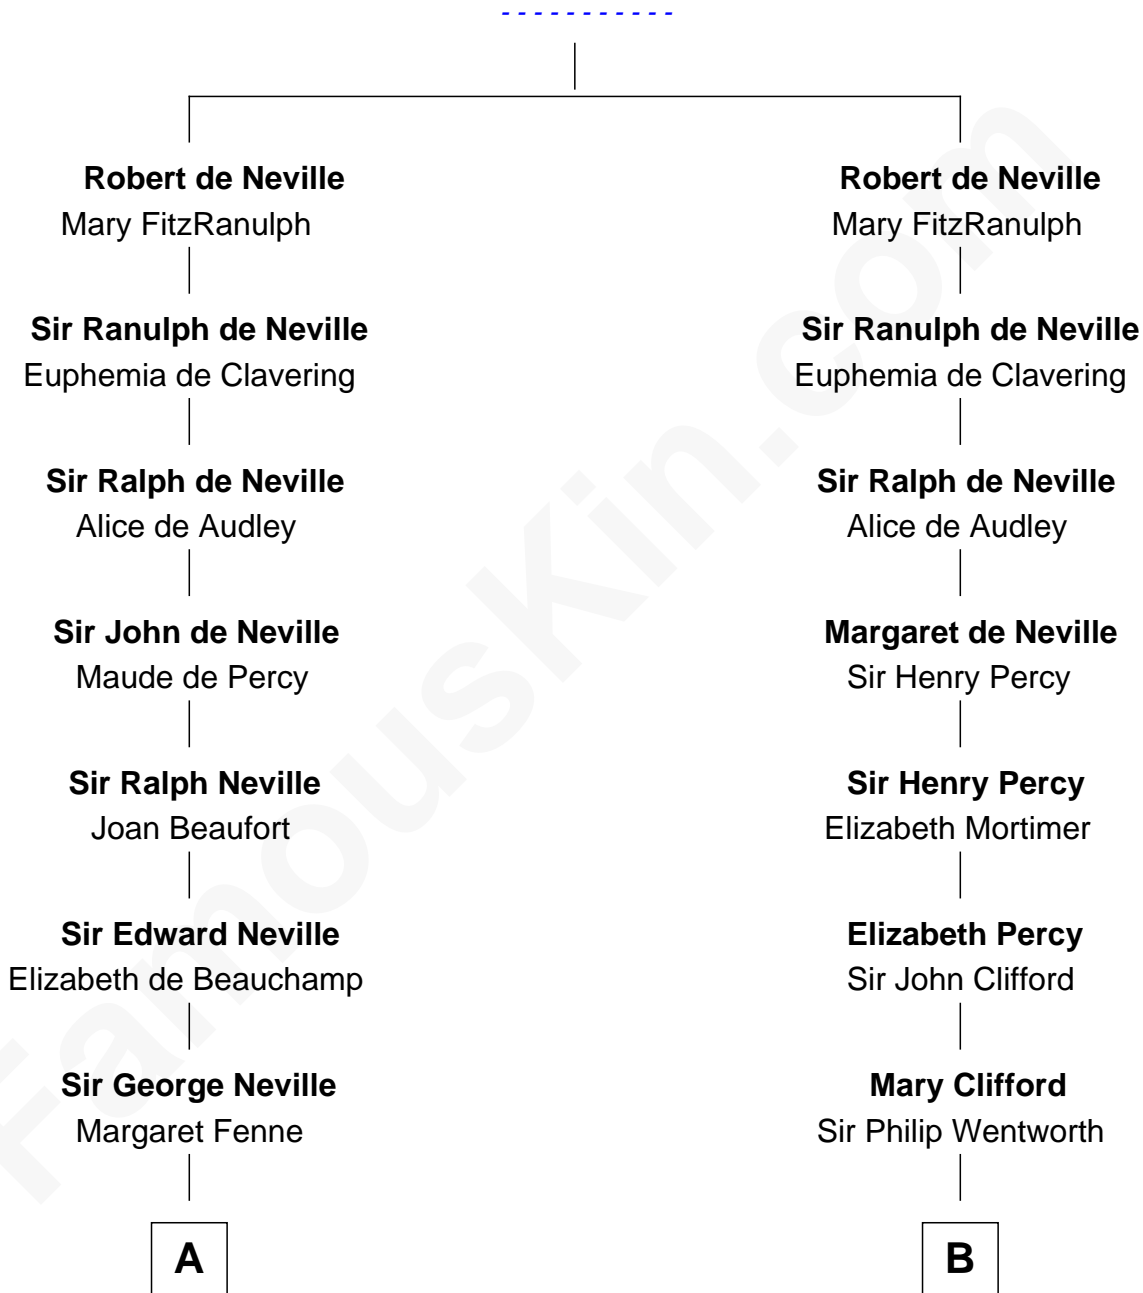 - - - - - - - - - - -
Robert de Neville
Mary FitzRanulph
Sir Ranulph de Neville
Euphemia de Clavering
Sir Ralph de Neville
Alice de Audley
Sir John de Neville
Maude de Percy
Sir Ralph Neville
Joan Beaufort
Sir Edward Neville
Elizabeth de Beauchamp
Sir George Neville
Margaret Fenne
A
Robert de Neville
Mary FitzRanulph
Sir Ranulph de Neville
Euphemia de Clavering
Sir Ralph de Neville
Alice de Audley
Margaret de Neville
Sir Henry Percy
Sir Henry Percy
Elizabeth Mortimer
Elizabeth Percy
Sir John Clifford
Mary Clifford
Sir Philip Wentworth
B
FamousKin.com